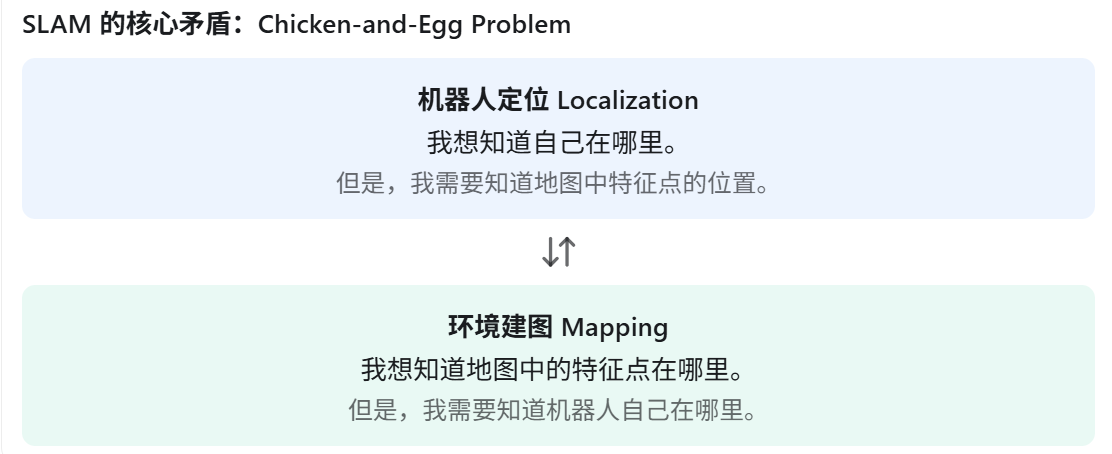 SLAM 的核心矛盾：Chicken-and-Egg Problem
机器人定位 Localization
我想知道自己在哪里。
但是，我需要知道地图中特征点的位置。
↓↑
环境建图 Mapping
我想知道地图中的特征点在哪里。
但是，我需要知道机器人自己在哪里。